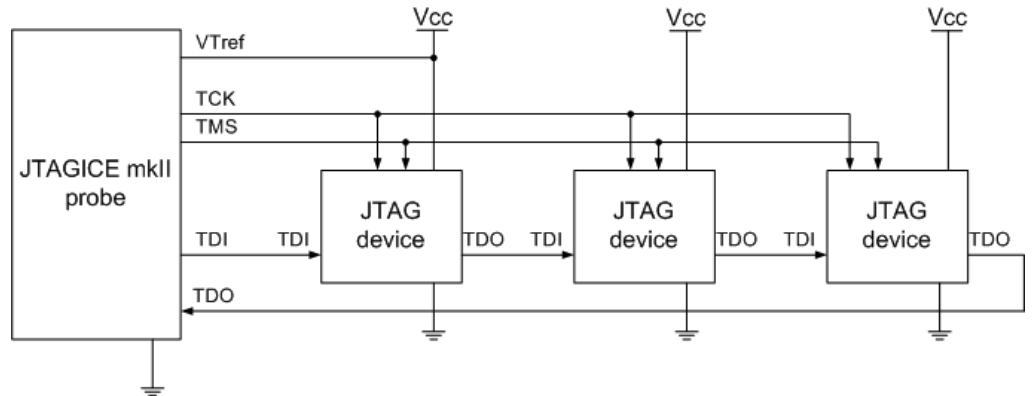 Vcc
Vcc
Vcc
VTref
TCK
TMS
JTAGICE mkII
probe
JTAG
device
JTAG
device
JTAG
device
TDI
TDI
TDO
TDI
TDO
TDI
TDO
TDO